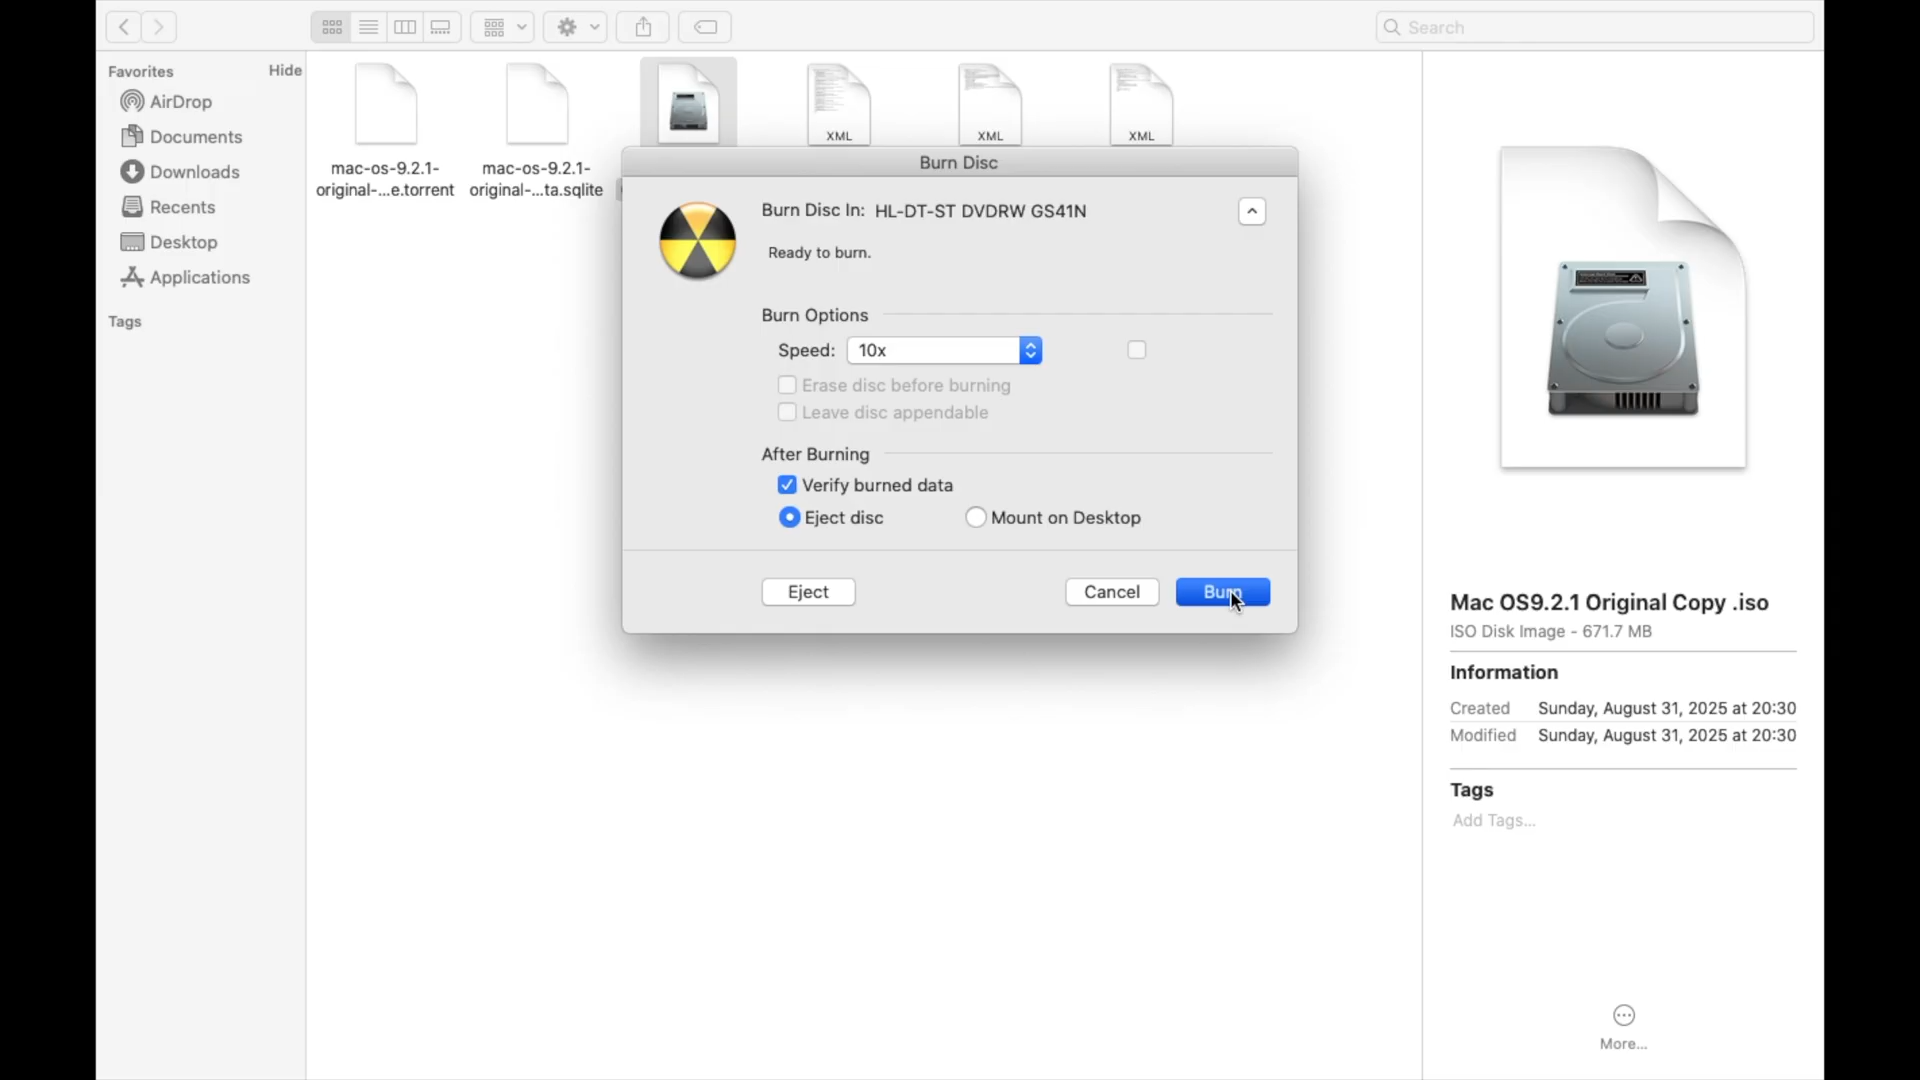 Search
Favorites
Hide
AirDrop
Documents
Downloads
Recents
Desktop
Applications
Tags
XML
XML
XML
mac-os-9.2.1-
original-...e.torrent
mac-os-9.2.1-
original-...ta.sqlite
Burn Disc
Burn Disc In: HL-DT-ST DVDRW GS41N
Ready to burn.
Burn Options
Speed: 10x
Erase disc before burning
Leave disc appendable
After Burning
Verify burned data
Eject disc
Mount on Desktop
Eject
Cancel
Burn
Mac OS9.2.1 Original Copy .iso
ISO Disk Image - 671.7 MB
Information
Created Sunday, August 31, 2025 at 20:30
Modified Sunday, August 31, 2025 at 20:30
Tags
Add Tags...
More...